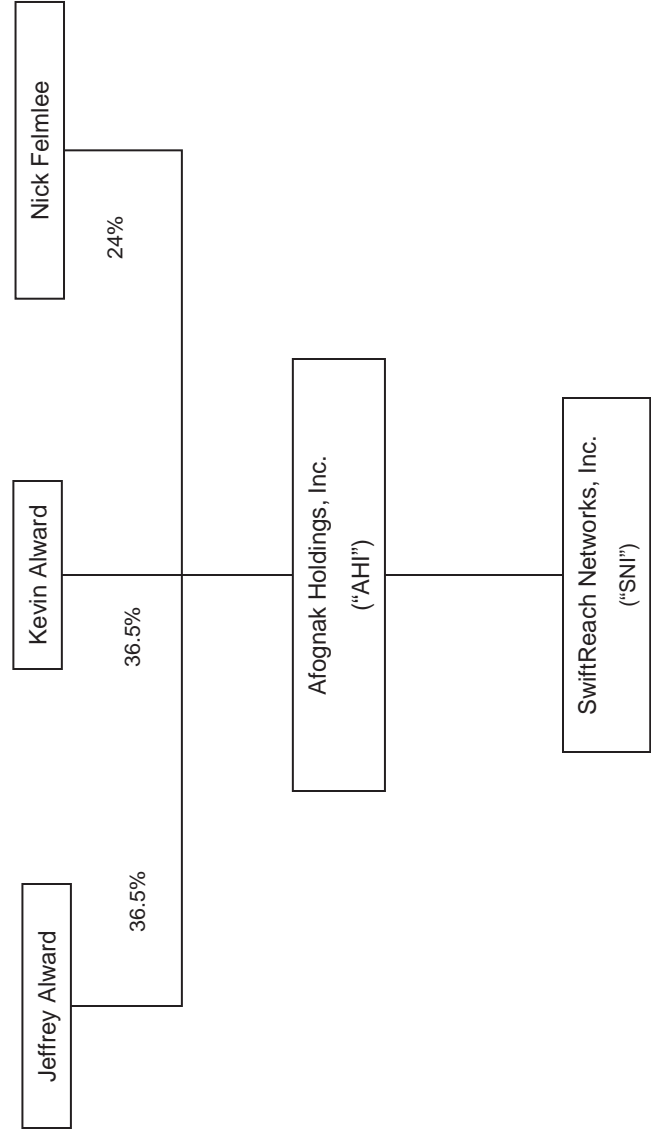 Jeffrey Alward
Kevin Alward
Nick Felmlee
36.5%
36.5%
24%
Afognak Holdings, Inc.
(“AHI”)
SwiftReach Networks, Inc.
(“SNI”)